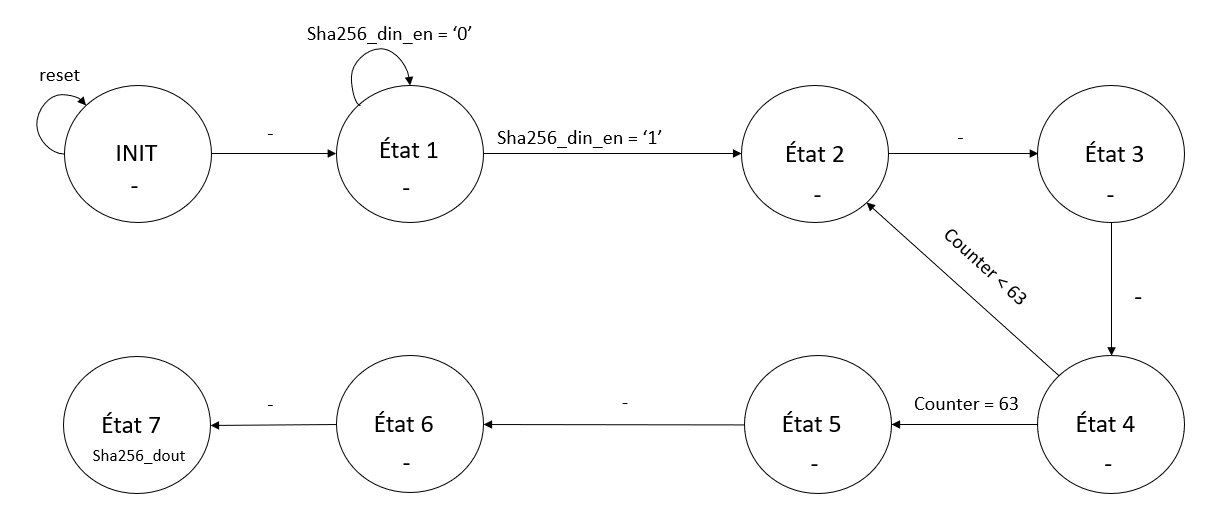 Sha256_din_en = ‘0’
reset
-
INIT
-
État 1
-
Sha256_din_en = ‘1’
État 2
-
-
État 3
-
Counter < 63
-
État 7
Sha256_dout
-
État 6
-
-
État 5
-
Counter = 63
État 4
-